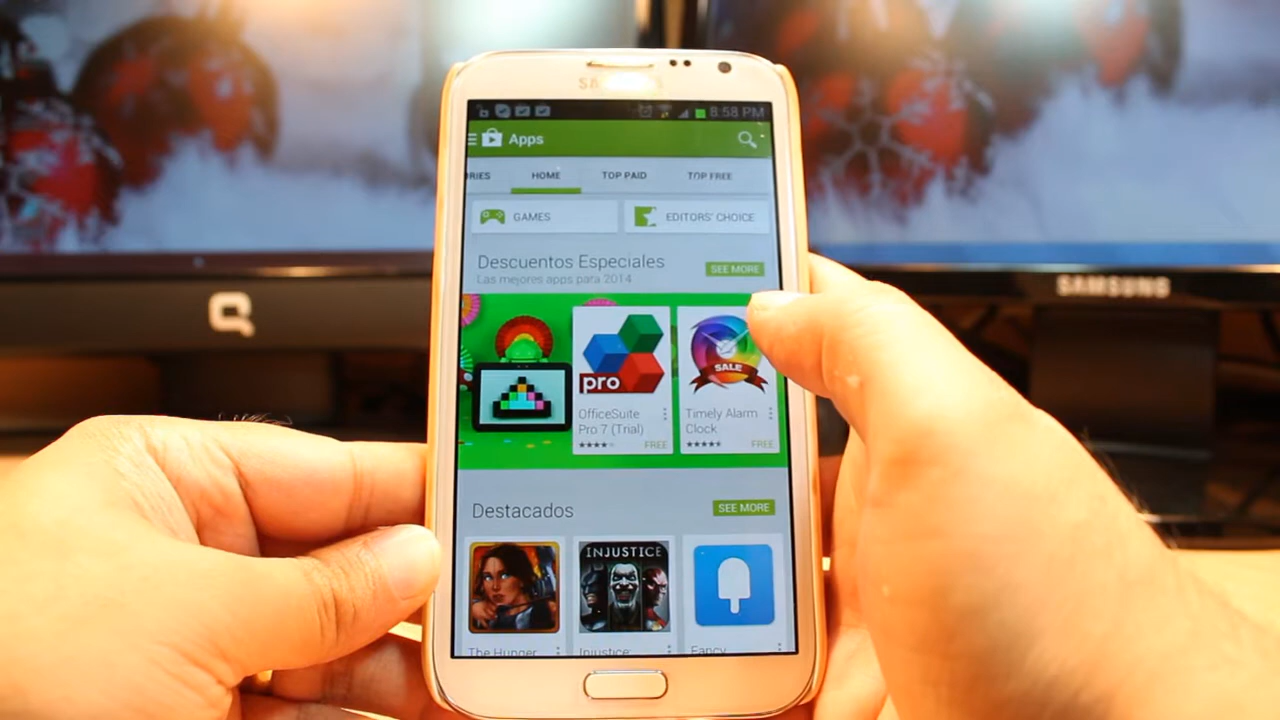 SAMSUNG
8:58 PM
Apps
RIES HOME TOP PAID TOP FREE
GAMES EDITORS' CHOICE
Descuentos Especiales
SEE MORE
Las mejores apps para 2014
pro
SALE
OfficeSuite
Pro 7 (Trial)
FREE
Timely Alarm
Clock
FREE
Destacados
SEE MORE
INJUSTICE
The Hunger
Injustice:
Fancy
SAMSUNG